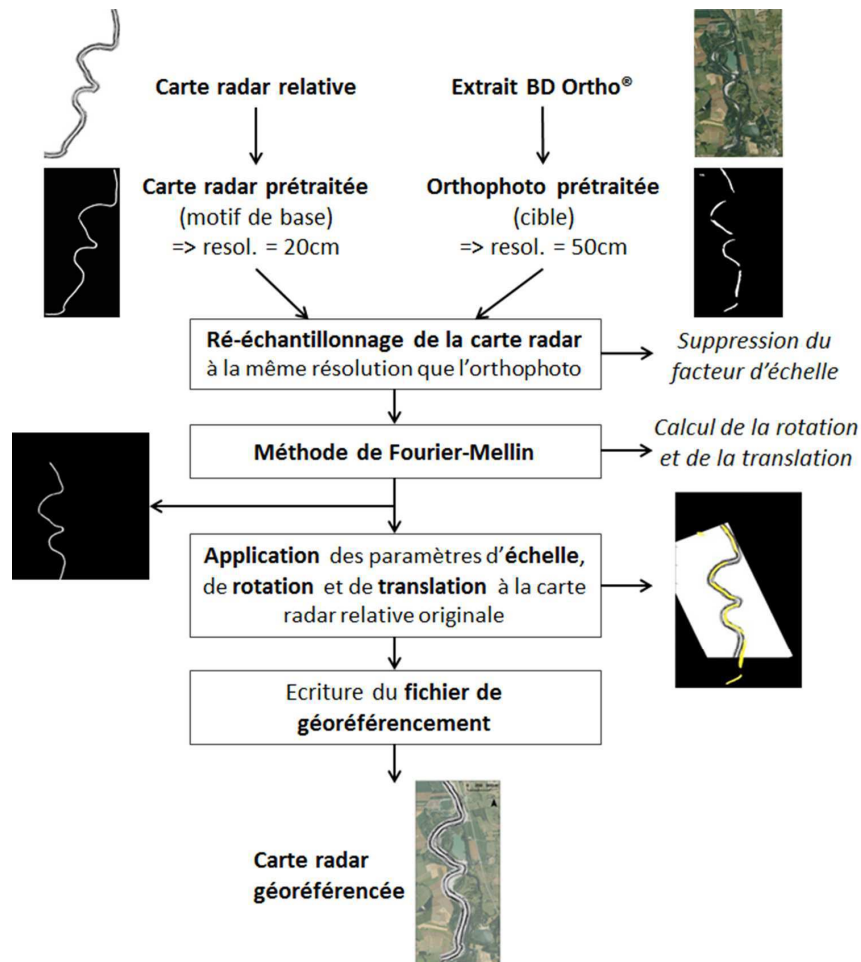 Carte radar relative
Extrait BD Ortho®
Carte radar prétraitée
(motif de base)
=> resol. = 20cm
Orthophoto prétraitée
(cible)
=> resol. = 50cm
Ré-échantillonnage de la carte radar
à la même résolution que l'orthophoto
Suppression du
facteur d'échelle
Méthode de Fourier-Mellin
Calcul de la rotation
et de la translation
Application des paramètres d'échelle,
de rotation et de translation à la carte
radar relative originale
Ecriture du fichier de
géoréférencement
Carte radar
géoréférencée